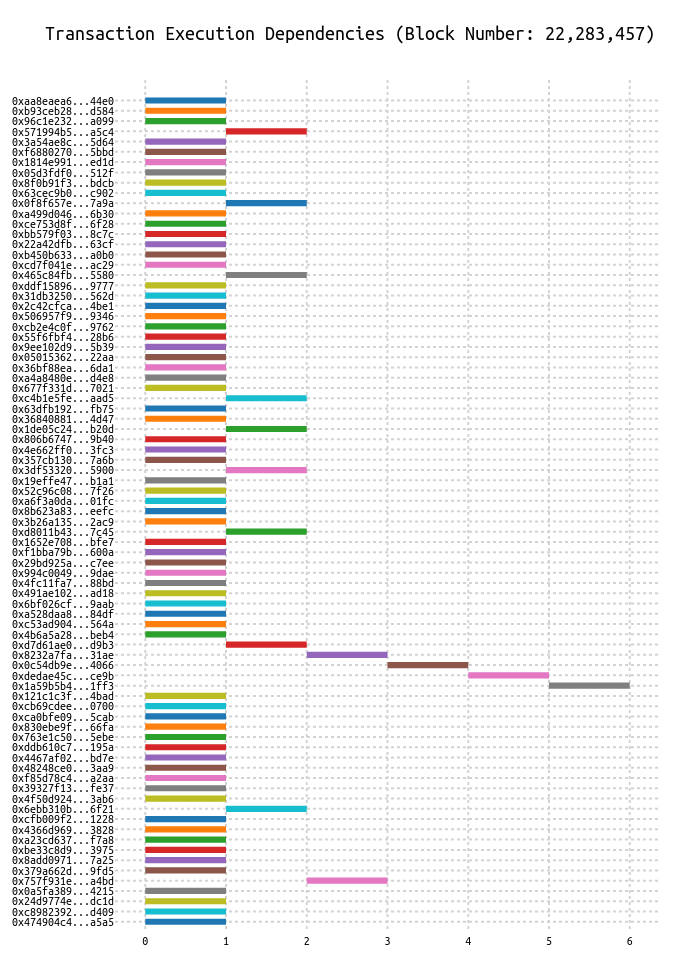 Transaction Execution Dependencies (Block Number: 22,283,457)
0xaa8eaea6...44e0
0xb93ceb28...d584
0x96c1e232...a099
0x571994b5...a5c4
0x3a54ae8c...5d64
0xf6880270...5bbd
0x1814e991...ed1d
0x05d3fdf0...512f
0x8f0b91f3...bdcb
0x63cec9b0...c902
0x0f8f657e...7a9a
0xa499d046...6b30
0xce753d8f...6f28
0xbb579f03...8c7c
0x22a42dfb...63cf
0xb450b633...a0b0
0xcd7f041e...ac29
0x465c84fb...5580
0xddf15896...9777
0x31db3250...562d
0x2c42cfca...4be1
0x506957f9...9346
0xcb2e4c0f...9762
0x55f6fbf4...28b6
0x9ee102d9...5b39
0x05015362...22aa
0x36bf88ea...6da1
0xa4a8480e...d4e8
0x677f331d...7021
0xc4b1e5fe...aad5
0x63dfb192...fb75
0x36840881...4d47
0x1de05c24...b20d
0x806b6747...9b40
0x4e662ff0...3fc3
0x357cb130...7a6b
0x3df53320...5900
0x19effe47...b1a1
0x52c96c08...7f26
0xa6f3a0da...01fc
0x8b623a83...eefc
0x3b26a135...2ac9
0xd8011b43...7c45
0x1652e708...bfe7
0xf1bba79b...600a
0x29bd925a...c7ee
0x994c0049...9dae
0x4fc11fa7...88bd
0x491ae102...ad18
0x6bf026cf...9aab
0xa528daa8...84df
0xc53ad904...564a
0x4b6a5a28...beb4
0xd7d61ae0...d9b3
0x8232a7fa...31ae
0x0c54db9e...4066
0xdedae45c...ce9b
0x1a59b5b4...1ff3
0x121c1c3f...4bad
0xcb69cdee...0700
0xca0bfe09...5cab
0x830ebe9f...66fa
0x763e1c50...5ebe
0xddb610c7...195a
0x4467af02...bd7e
0x48248ce0...3aa9
0xf85d78c4...a2aa
0x39327f13...fe37
0x4f50d924...3ab6
0x6ebb310b...6f21
0xcfb009f2...1228
0x4366d969...3828
0xa23cd637...f7a8
0xbe33c8d9...3975
0x8add0971...7a25
0x379a662d...9fd5
0x757f931e...a4bd
0x0a5fa389...4215
0x24d9774e...dc1d
0xc8982392...d409
0x474904c4...a5a5
0 1 2 3 4 5 6